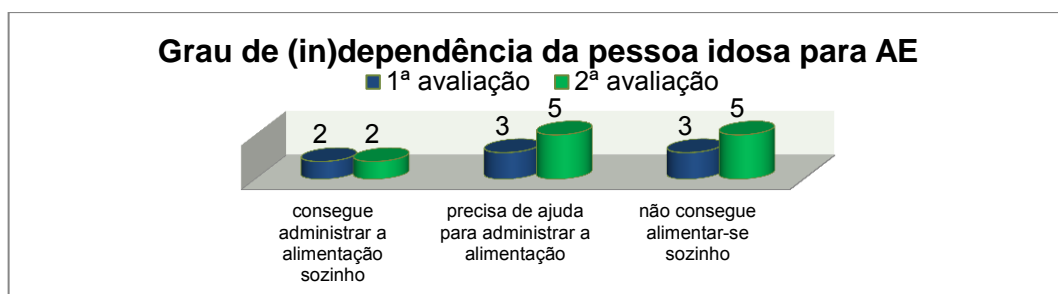 Grau de (in)dependência da pessoa idosa para AE
1ª avaliação 2ª avaliação
2 2 3 5 3 5
consegue administrar a alimentação sozinho
precisa de ajuda para administrar a alimentação
não consegue alimentar-se sozinho